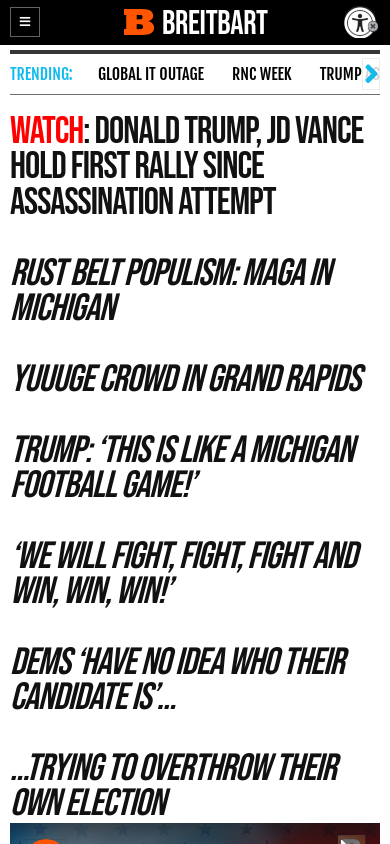 BREITBART
TRENDING:
GLOBAL IT OUTAGE
RNC WEEK
TRUMP
WATCH: DONALD TRUMP, JD VANCE
HOLD FIRST RALLY SINCE
ASSASSINATION ATTEMPT
RUST BELT POPULISM: MAGA IN
MICHIGAN
YUUUGE CROWD IN GRAND RAPIDS
TRUMP: ‘THIS IS LIKE A MICHIGAN
FOOTBALL GAME!’
‘WE WILL FIGHT, FIGHT, FIGHT AND
WIN, WIN, WIN!’
DEMS ‘HAVE NO IDEA WHO THEIR
CANDIDATE IS’…
…TRYING TO OVERTHROW THEIR
OWN ELECTION